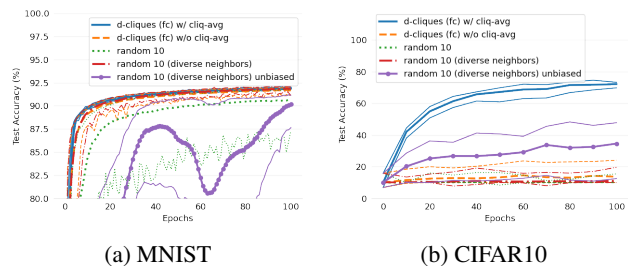 100.0
97.5
95.0
92.5
90.0
87.5
85.0
82.5
80.0
Test Accuracy (%)
d-cliques (fc) w/ cliq-avg
d-cliques (fc) w/o cliq-avg
random 10
random 10 (diverse neighbors)
random 10 (diverse neighbors) unbiased
0 20 40 60 80 100
Epochs
(a) MNIST
100
80
60
40
20
0
Test Accuracy (%)
d-cliques (fc) w/ cliq-avg
d-cliques (fc) w/o cliq-avg
random 10
random 10 (diverse neighbors)
random 10 (diverse neighbors) unbiased
0 20 40 60 80 100
Epochs
(b) CIFAR10